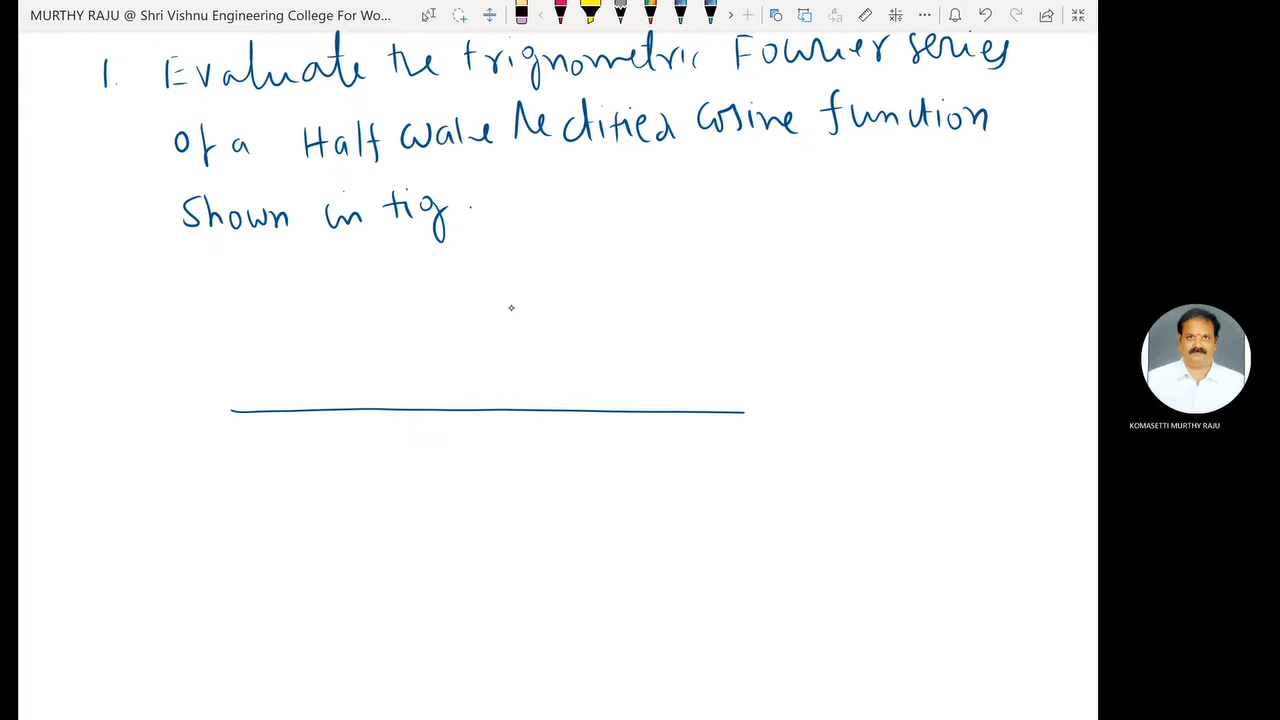 MURTHY RAJU @ Shri Vishnu Engineering College For Wo...
1. Evaluate the trignometric Fourier series
of a Half wave Rectified Cosine function
Shown in fig.
KOMASETTI MURTHY RAJU